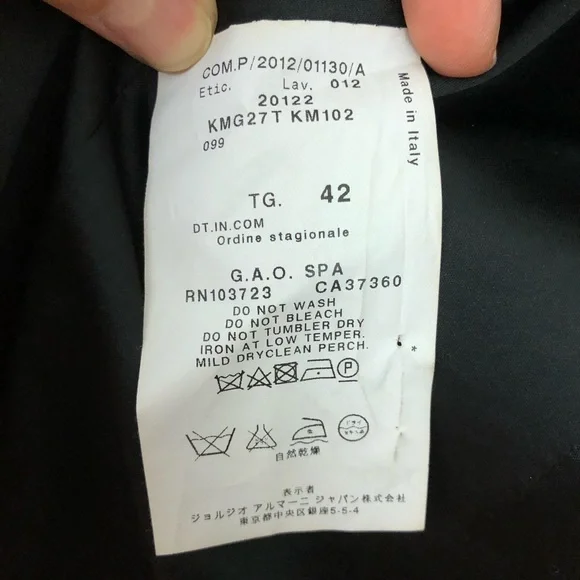 COM.P/2012/01130/A
Etic. Lav. 012
20122
KMG27T KM102
099
Made in Italy
TG. 42
DT.IN.COM
Ordine stagionale
G.A.O. SPA
RN103723 CA37360
DO NOT WASH
DO NOT BLEACH
DO NOT TUMBLER DRY
IRON AT LOW TEMPER.
MILD DRYCLEAN PERCH.
P
自然乾燥
表示者
ジョルジオ アルマーニ ジャパン株式会社
東京都中央区銀座5-5-4